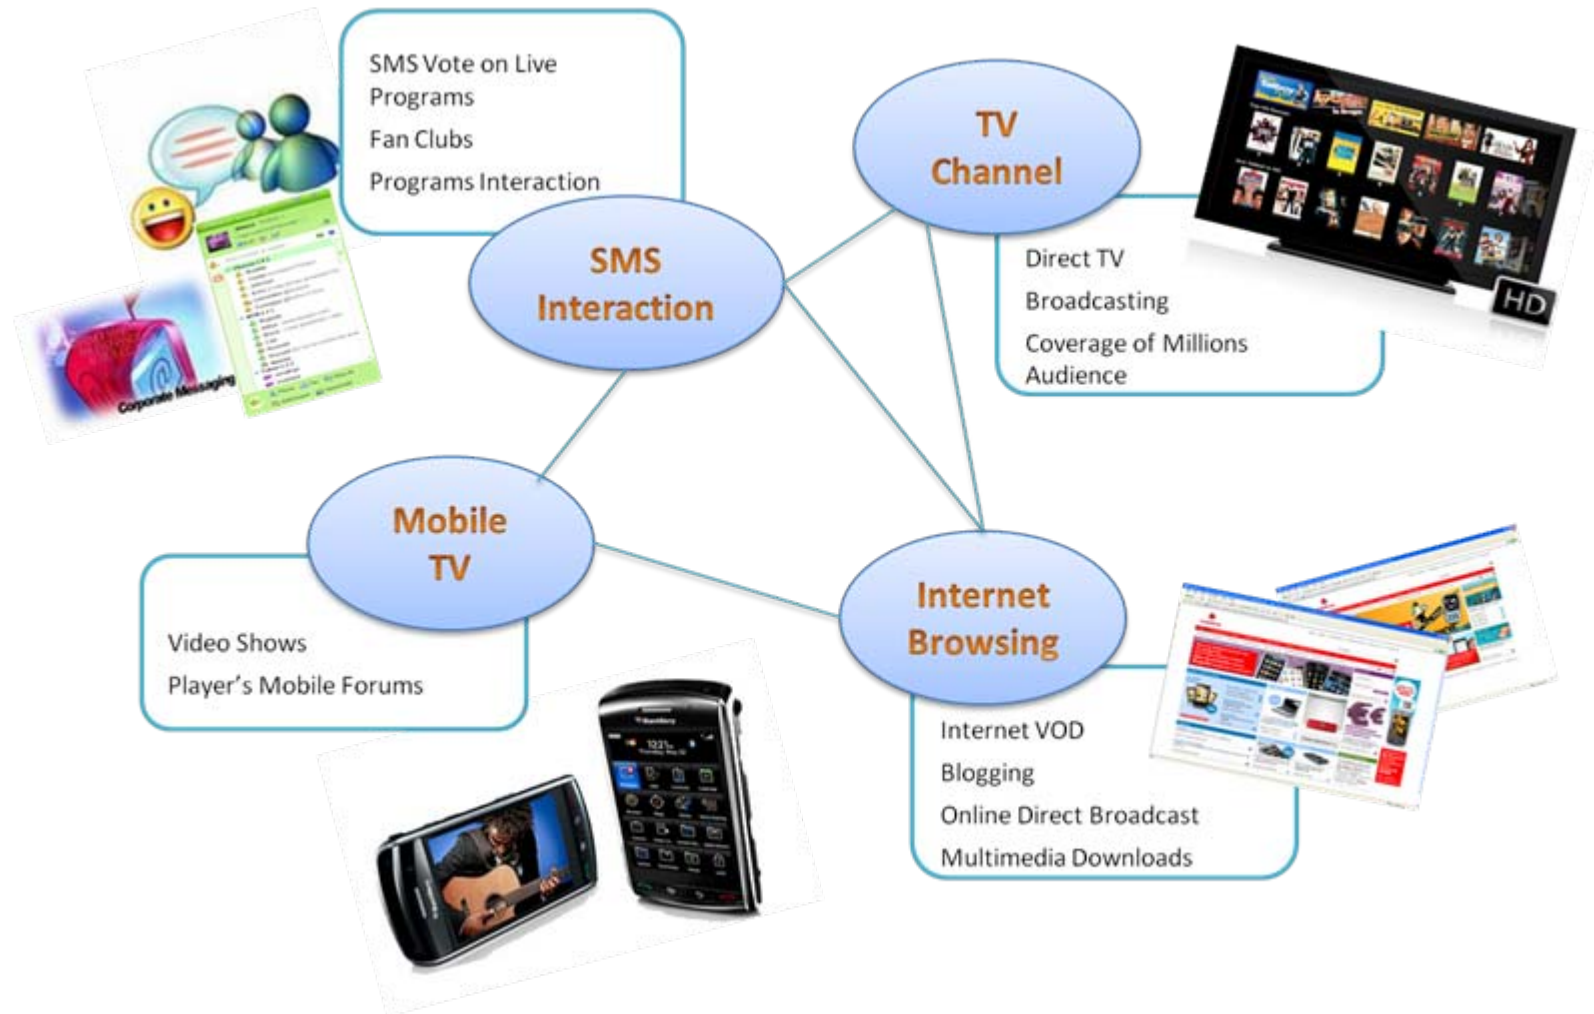 SMS Vote on Live
Programs
Fan Clubs
Programs Interaction
SMS
Interaction
TV
Channel
Direct TV
Broadcasting
Coverage of Millions
Audience
HD
Corporate Messaging
Mobile
TV
Video Shows
Player's Mobile Forums
Internet
Browsing
Internet VOD
Blogging
Online Direct Broadcast
Multimedia Downloads
BlackBerry